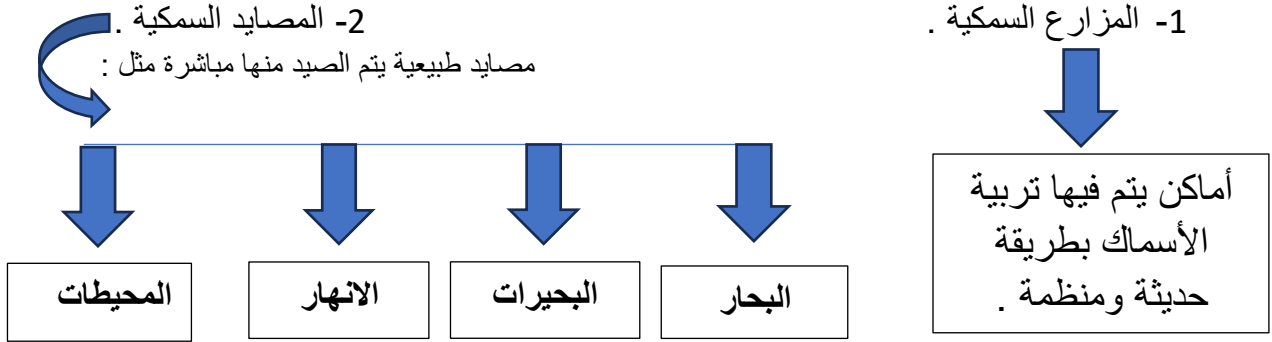 1- المزارع السمكية .
أماكن يتم فيها تربية
الأسماك بطريقة
حديثة ومنظمة .
2- المصايد السمكية .
مصايد طبيعية يتم الصيد منها مباشرة مثل :
البحار
البحيرات
الانهار
المحيطات